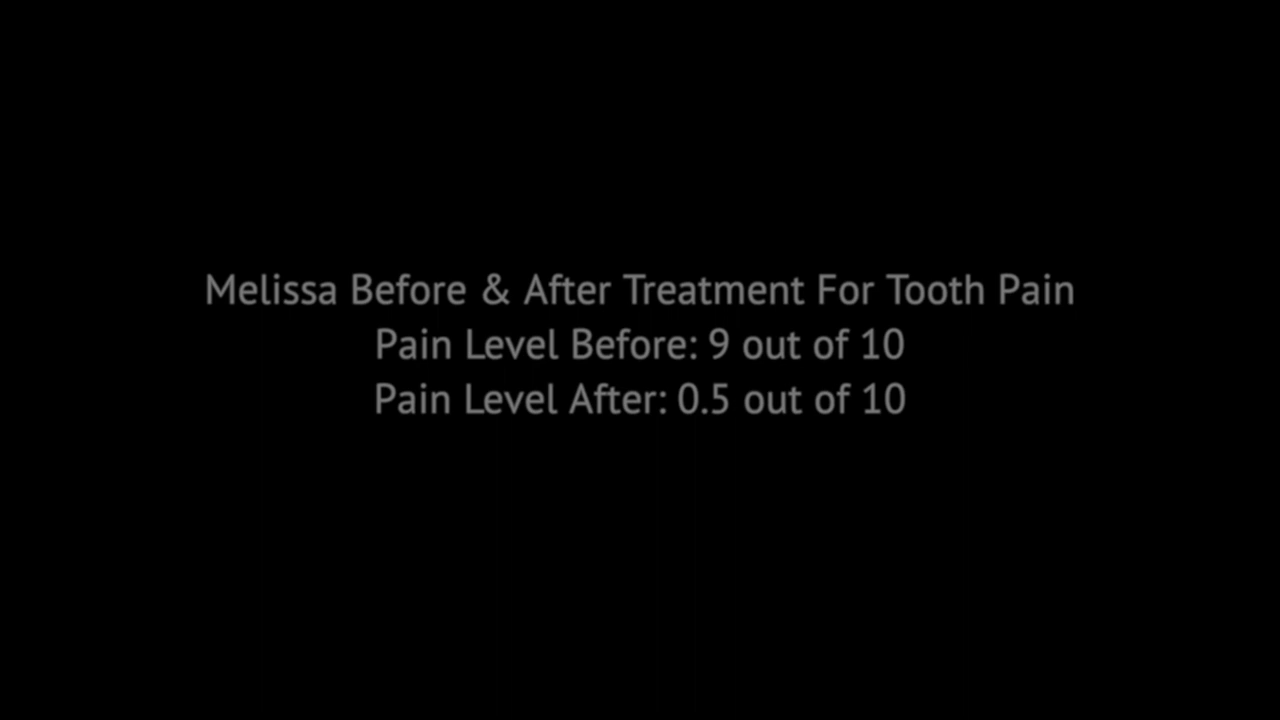 Melissa Before & After Treatment For Tooth Pain
Pain Level Before: 9 out of 10
Pain Level After: 0.5 out of 10